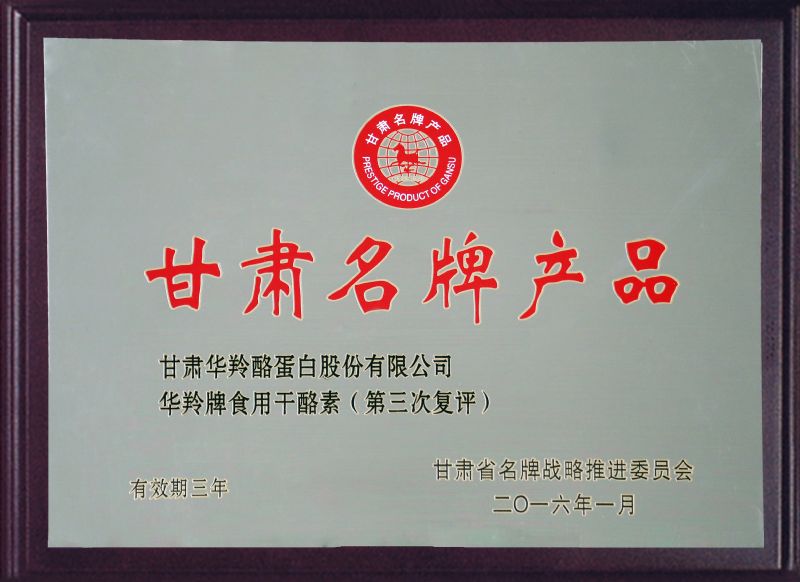 甘肃名牌产品
PRESTIGE PRODUCT OF GANSU
甘肃名牌产品
甘肃华羚酪蛋白股份有限公司
华羚牌食用干酪素（第三次复评）
有效期三年
甘肃省名牌战略推进委员会
二〇一六年一月